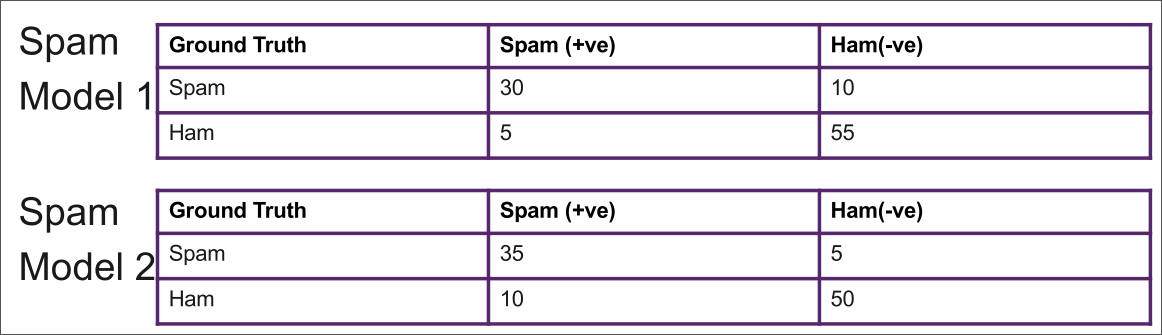 Spam
Model 1
Ground Truth Spam (+ve) Ham(-ve)
Spam 30 10
Ham 5 55
Spam
Model 2
Ground Truth Spam (+ve) Ham(-ve)
Spam 35 5
Ham 10 50